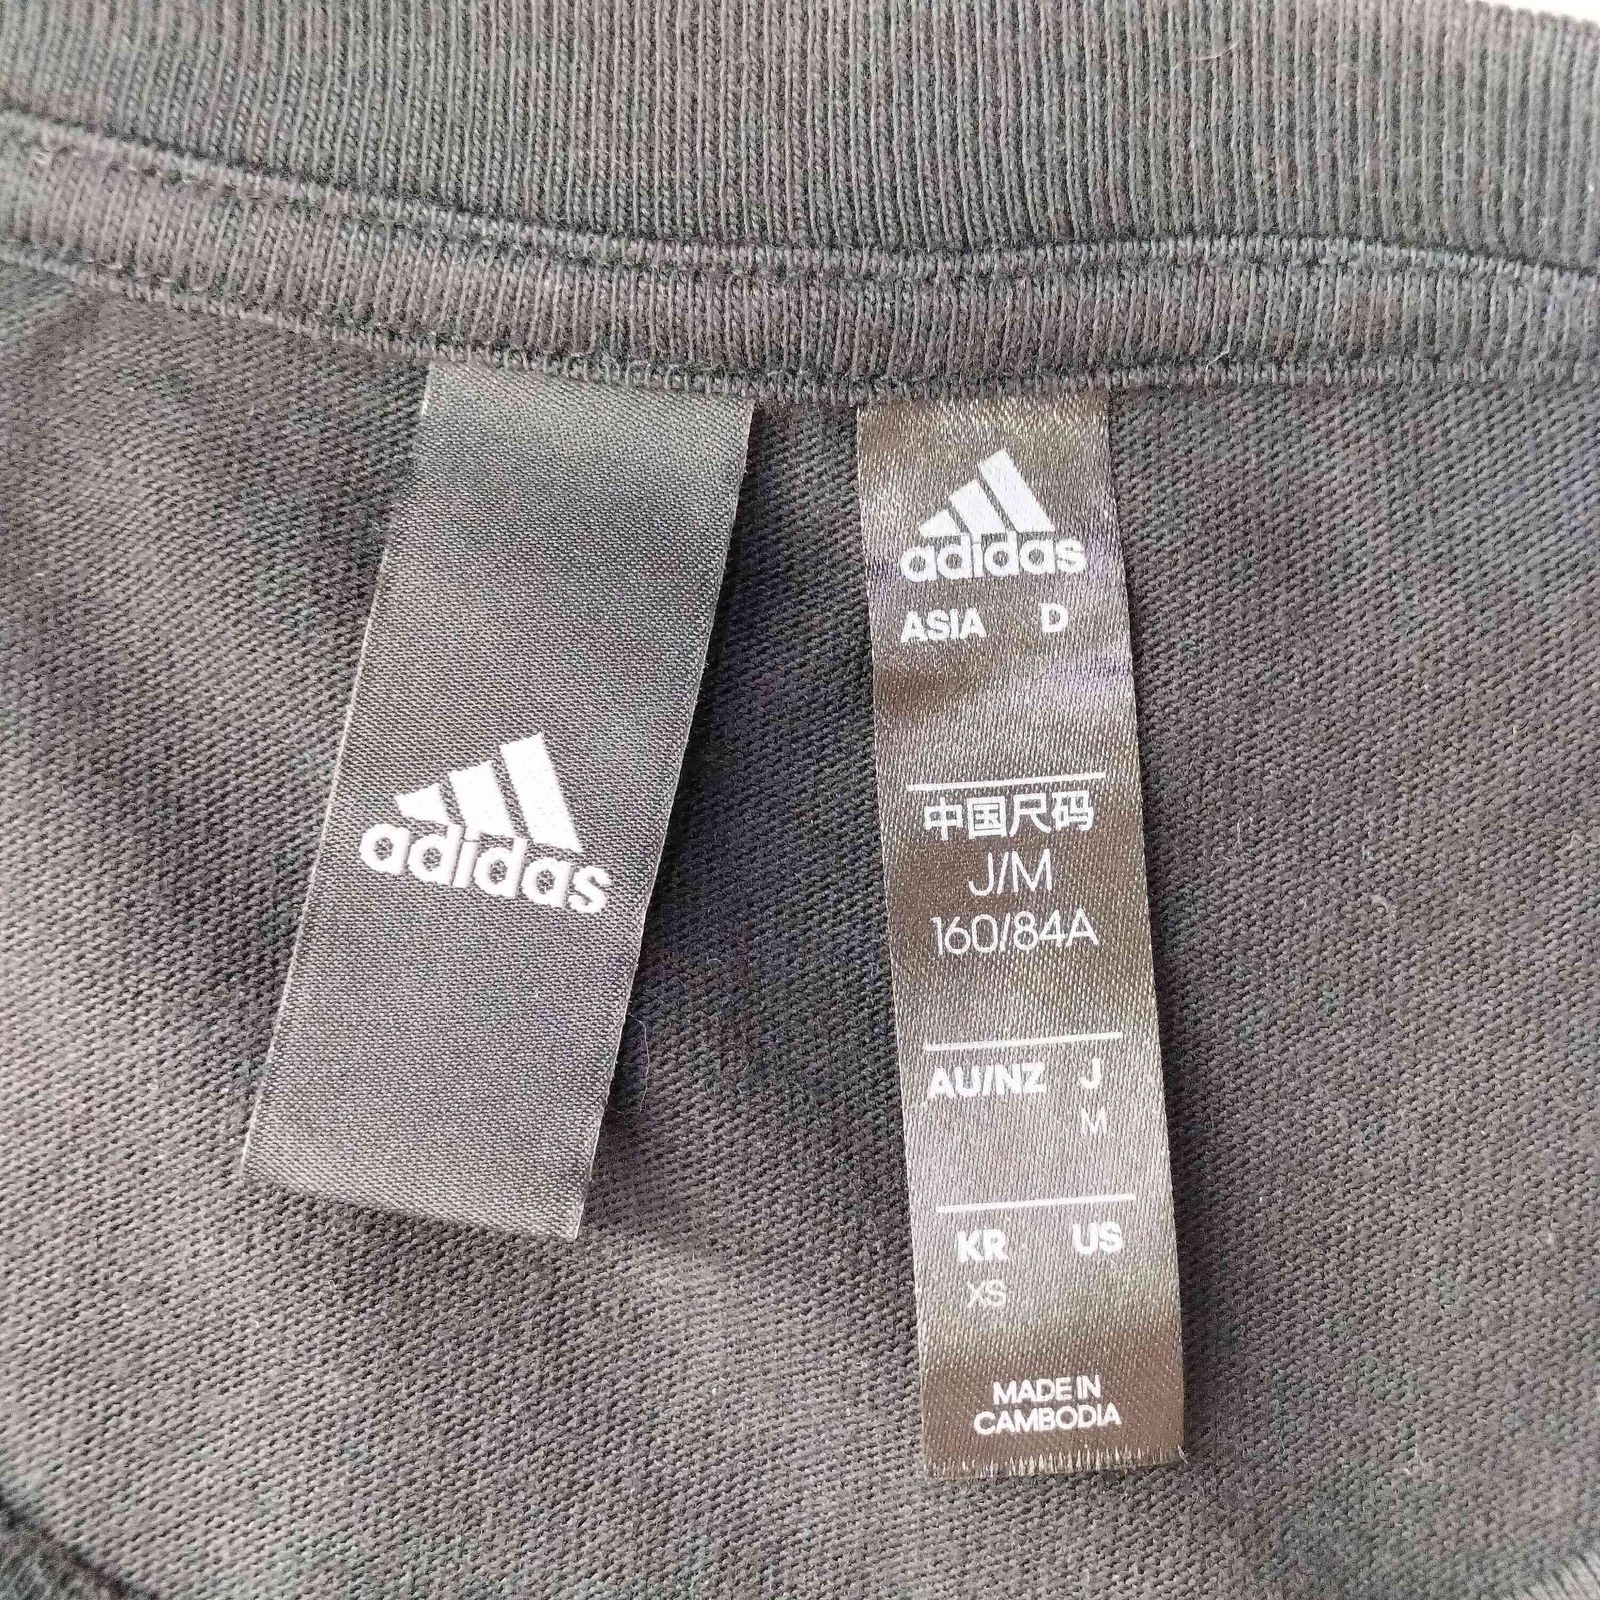 adidas
adidas
ASIA D
中国尺码
J/M
160/84A
AU/NZ J
M
KR US
XS
MADE IN
CAMBODIA